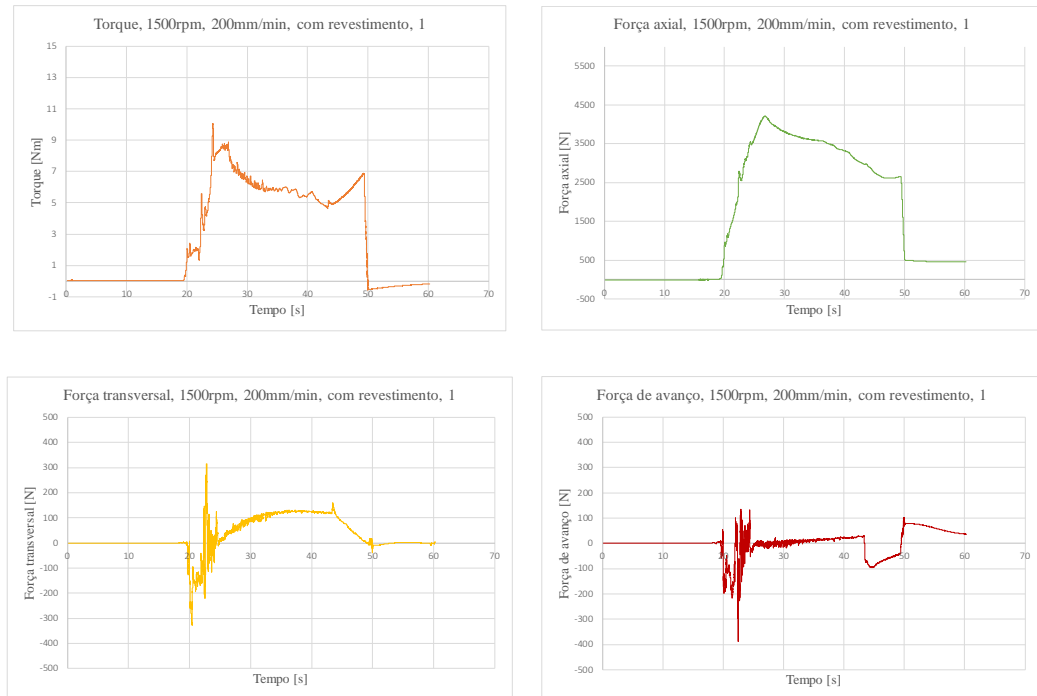 Torque, 1500rpm, 200mm/min, com revestimento, 1
15
13
11
9
7
5
3
1
-1
Torque [Nm]
0 10 20 30 40 50 60 70
Tempo [s]
Força axial, 1500rpm, 200mm/min, com revestimento, 1
5500
4500
3500
2500
1500
500
-500
Força axial [N]
0 10 20 30 40 50 60 70
Tempo [s]
Força transversal, 1500rpm, 200mm/min, com revestimento, 1
500
400
300
200
100
0
-100
-200
-300
-400
-500
Força transversal [N]
0 10 20 30 40 50 60 70
Tempo [s]
Força de avanço, 1500rpm, 200mm/min, com revestimento, 1
500
400
300
200
100
0
-100
-200
-300
-400
-500
Força de avanço [N]
0 10 20 30 40 50 60 70
Tempo [s]